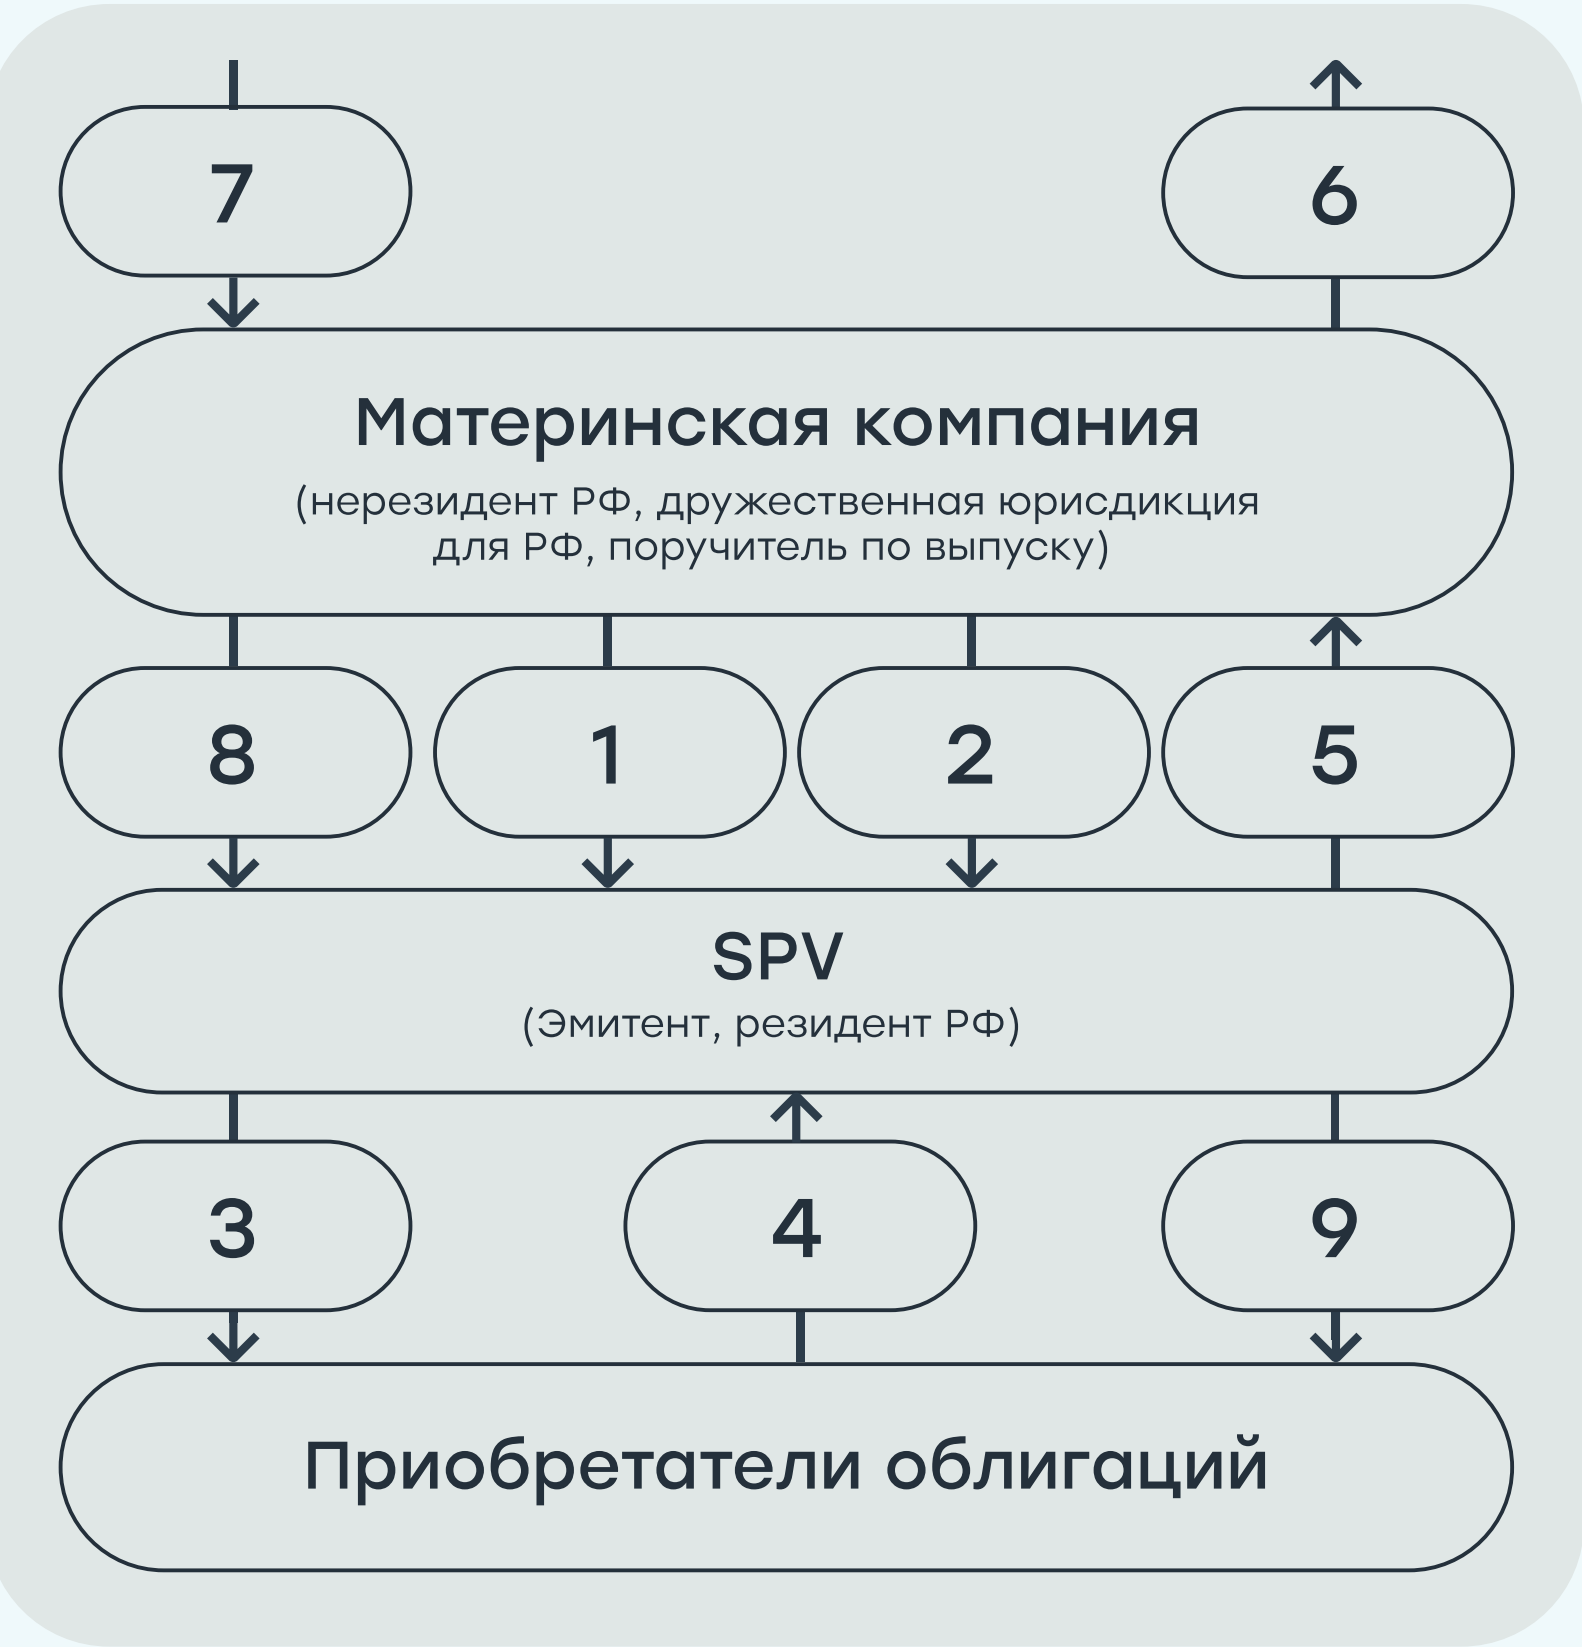 7
6
Материнская компания
(нерезидент РФ, дружественная юрисдикция
для РФ, поручитель по выпуску)
8
1
2
5
SPV
(Эмитент, резидент РФ)
3
4
9
Приобретатели облигаций